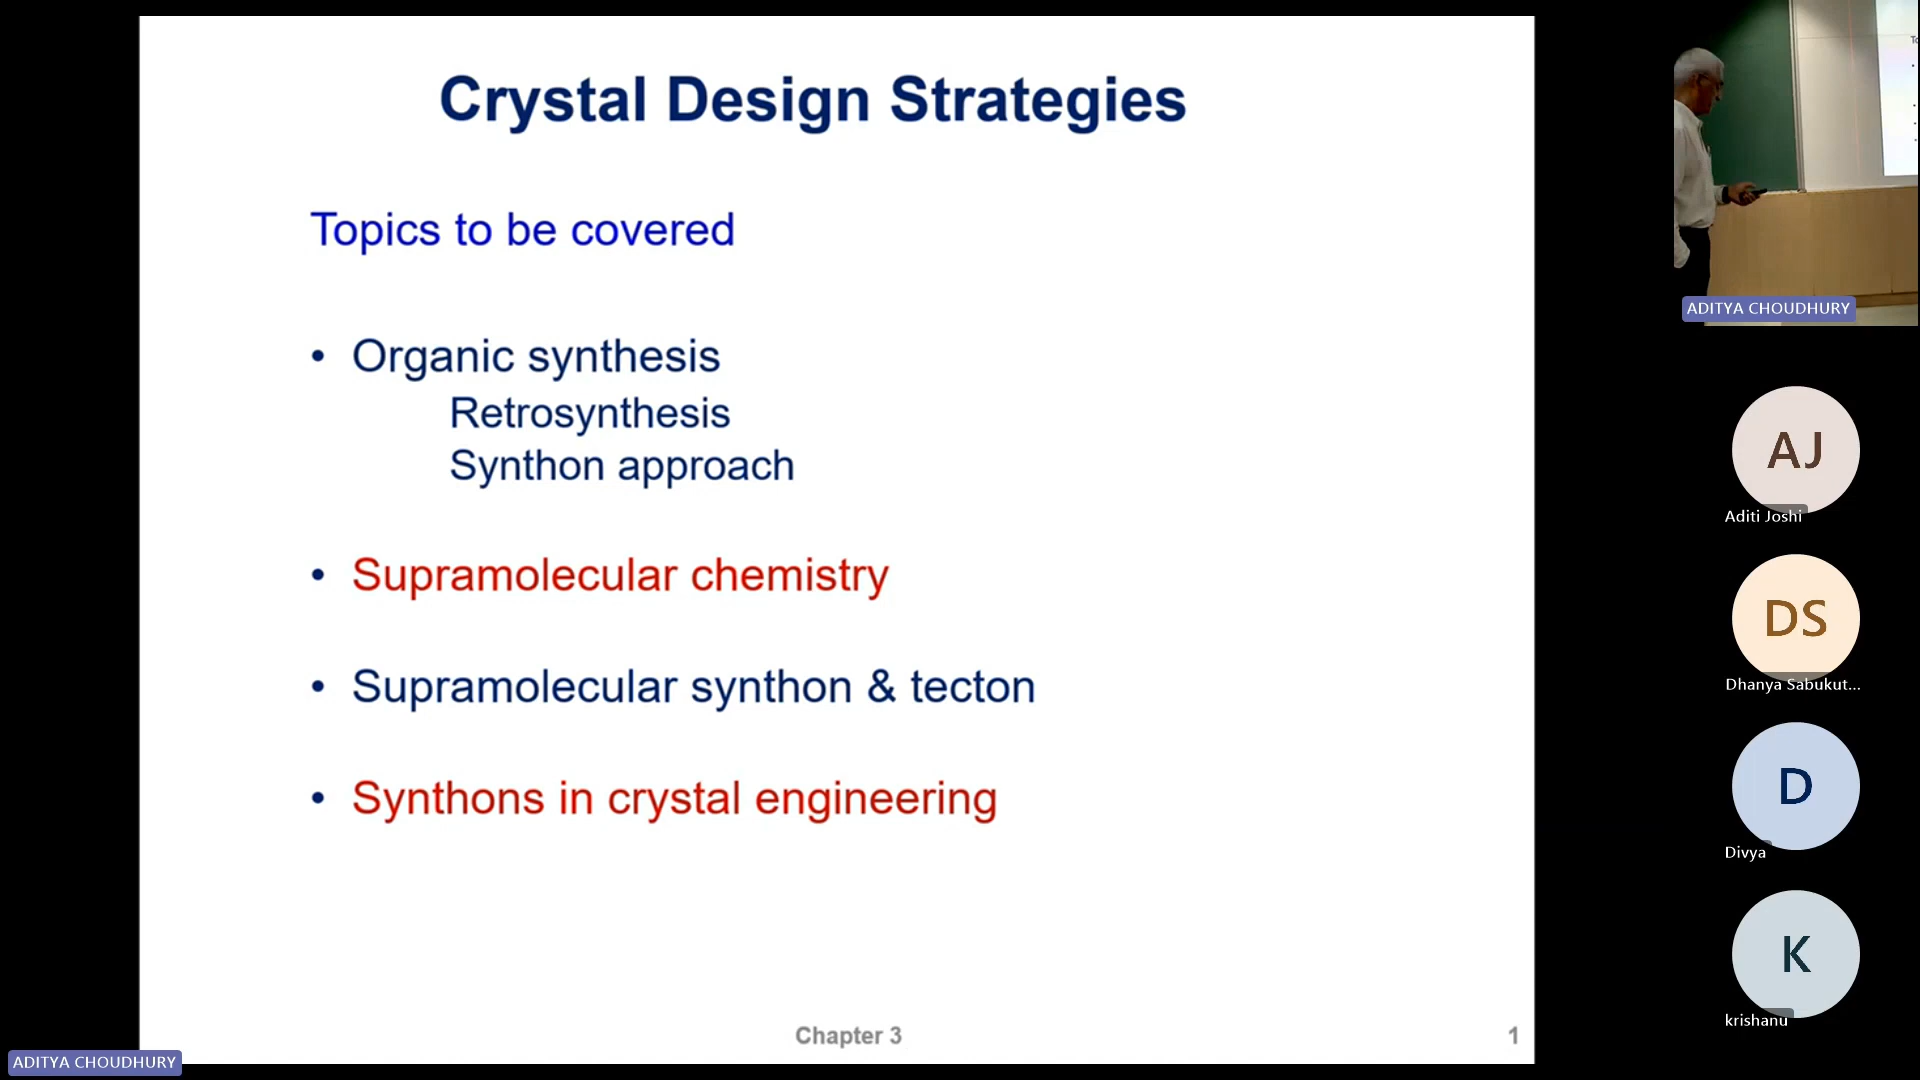 Crystal Design Strategies
Topics to be covered
• Organic synthesis
Retrosynthesis
Synthon approach
• Supramolecular chemistry
• Supramolecular synthon & tecton
• Synthons in crystal engineering
Chapter 3
1
ADITYA CHOUDHURY
ADITYA CHOUDHURY
AJ
Aditi Joshi
DS
Dhanya Sabukut...
D
Divya
K
krishanu